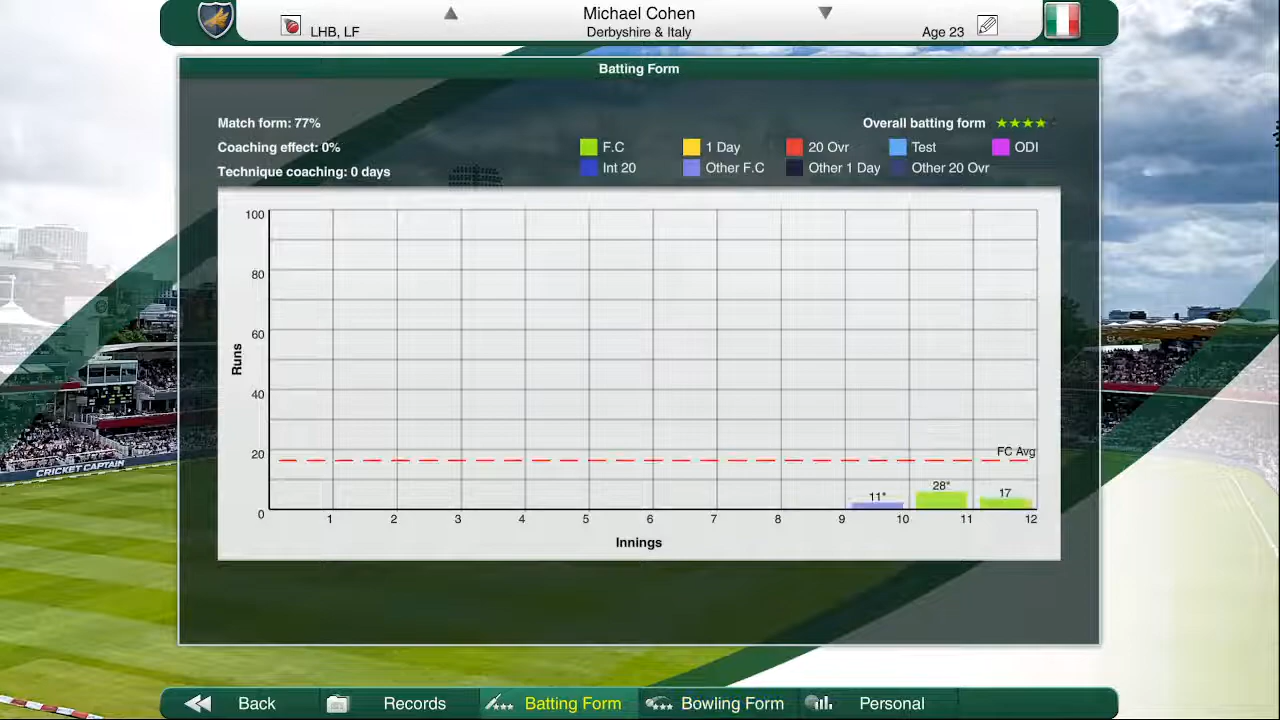 Michael Cohen
LHB, LF
Derbyshire & Italy
Age 23
Batting Form
Match form: 77%
Overall batting form
Coaching effect: 0%
F.C
1 Day
20 Ovr
Test
ODI
Technique coaching: 0 days
Int 20
Other F.C
Other 1 Day
Other 20 Ovr
100
80
60
40
20
0
Runs
FC Avg
11*
28*
17
1 2 3 4 5 6 7 8 9 10 11 12
Innings
CRICKET CAPTAIN
Back
Records
Batting Form
Bowling Form
Personal